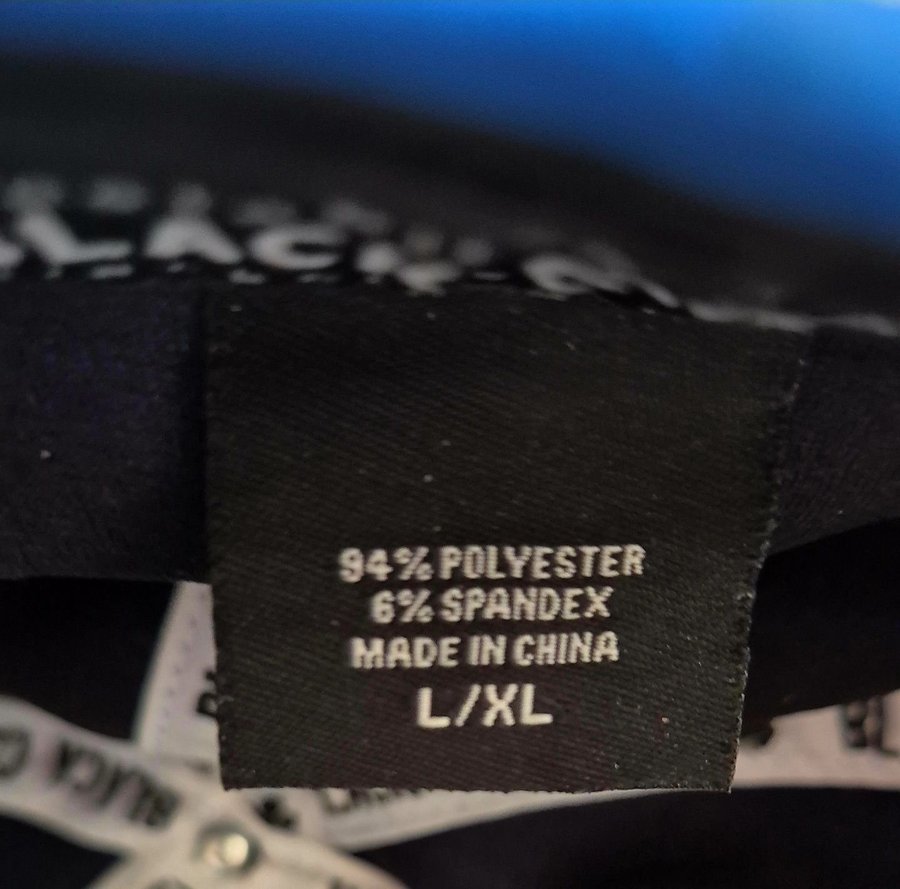 94% POLYESTER
6% SPANDEX
MADE IN CHINA
L/XL